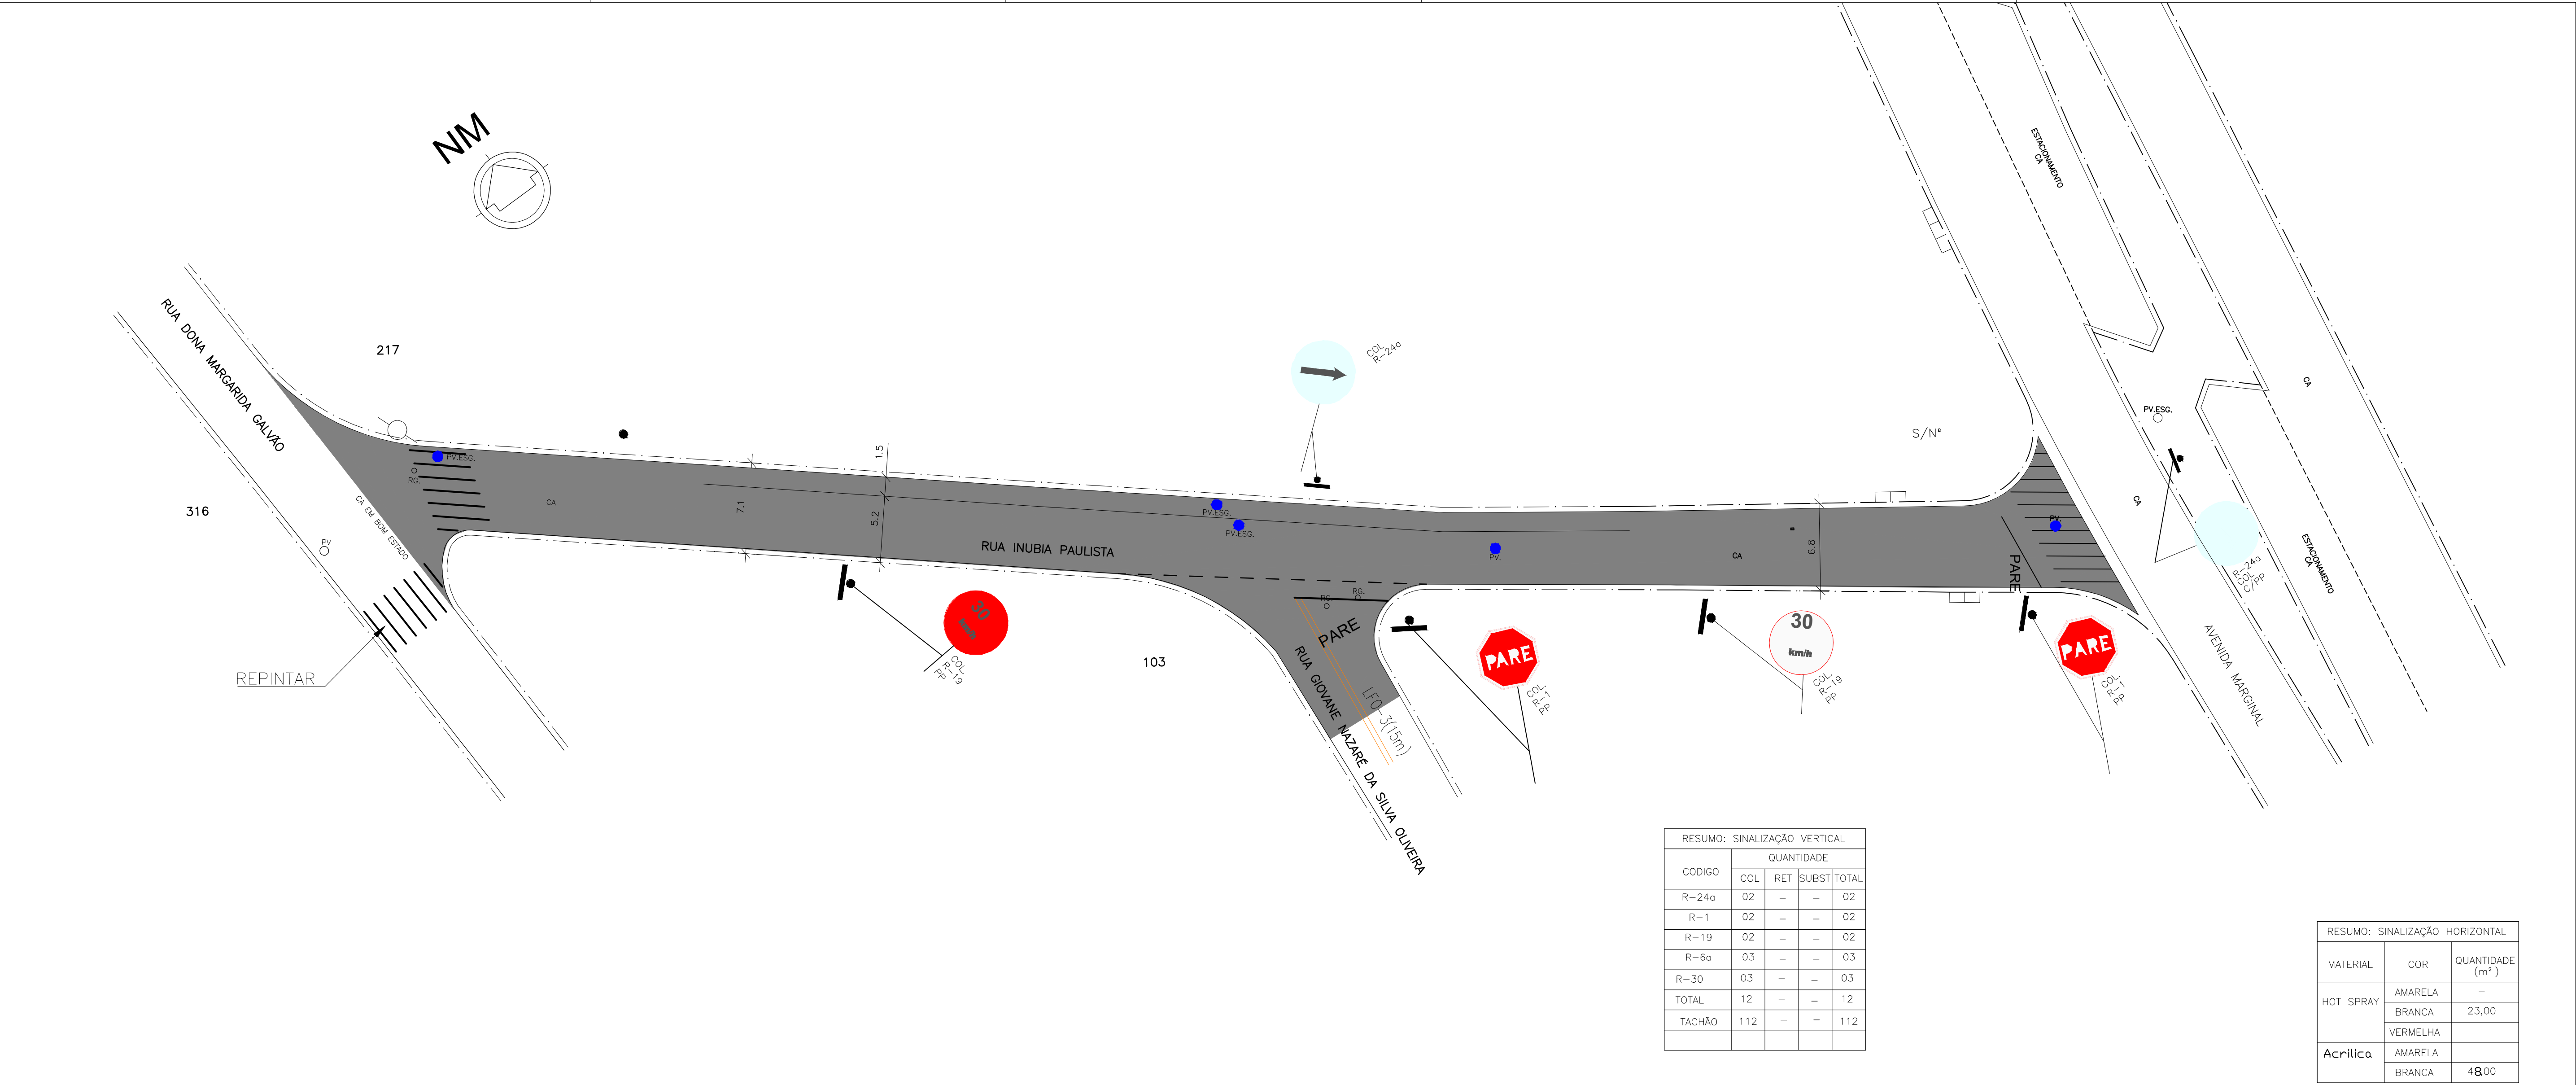 NM
ESTACIONAMENTO
CA
RUA DONA MARGARIDA GALVÃO
217
316
PV
CA EM BOM ESTADO
REPINTAR
PV.ESG.
RG.
CA
7.1
1.5
5.2
COL
R-24a
PV.ESG.
PV.ESG.
RUA INUBIA PAULISTA
PV.
CA
6.8
S/Nº
PV.
PARE
CA
PV.ESG.
CA
R-24a
COL
C/PP
ESTACIONAMENTO
CA
AVENIDA MARGINAL
30
km/h
COL
R-19
PP
103
RG.
RG.
PARE
RUA GIOVANE NAZARÉ DA SILVA OLIVEIRA
LFO-3(15m)
PARE
COL
R-1
P.P.
30
km/h
COL
R-19
P.P.
PARE
COL
R-1
P.P.
RESUMO: SINALIZAÇÃO VERTICAL
CODIGO QUANTIDADE
COL RET SUBST TOTAL
R-24a 02 - - 02
R-1 02 - - 02
R-19 02 - - 02
R-6a 03 - - 03
R-30 03 - - 03
TOTAL 12 - - 12
TACHÃO 112 - - 112
RESUMO: SINALIZAÇÃO HORIZONTAL
MATERIAL COR QUANTIDADE (m²)
HOT SPRAY AMARELA -
BRANCA 23,00
VERMELHA
Acrilica AMARELA -
BRANCA 48,00